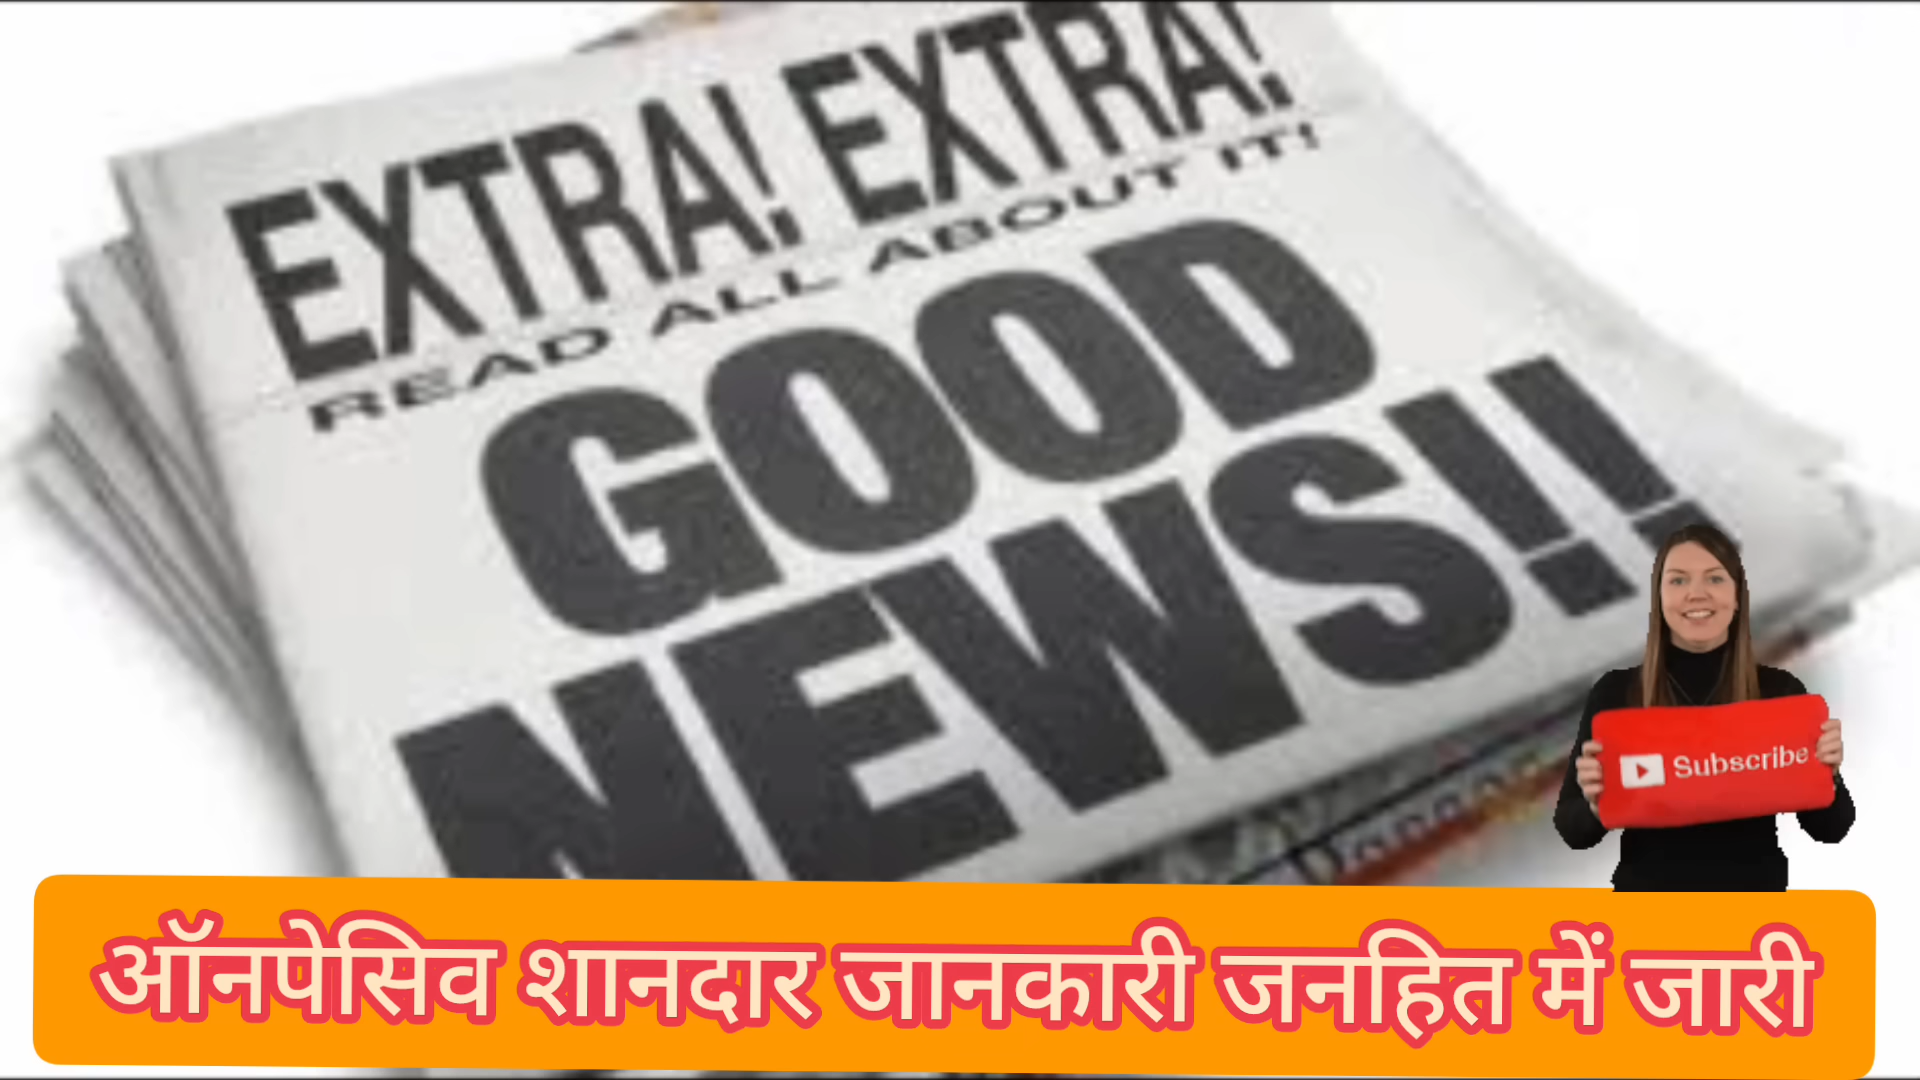 EXTRA! EXTRA!
READ ALL ABOUT IT!
GOOD
NEWS!!
Subscribe
ऑनपेसिव शानदार जानकारी जनहित में जारी